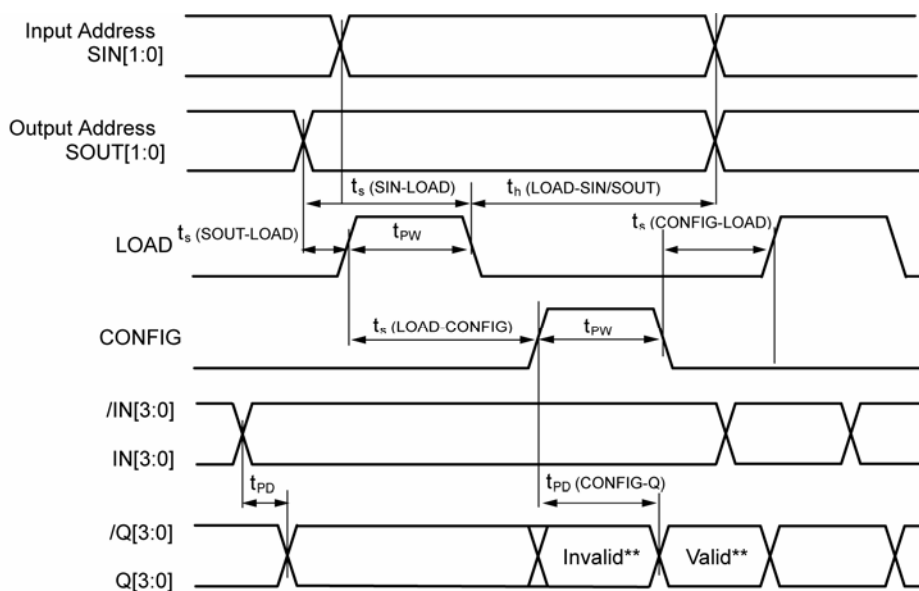 Input Address
SIN[1:0]
Output Address
SOUT[1:0]
ts (SIN-LOAD)
th (LOAD-SIN/SOUT)
ts (SOUT-LOAD)
ts (CONFIG-LOAD)
LOAD
tPW
ts (LOAD-CONFIG)
CONFIG
tPW
/IN[3:0]
IN[3:0]
tPD
tPD (CONFIG-Q)
/Q[3:0]
Invalid**
Valid**
Q[3:0]